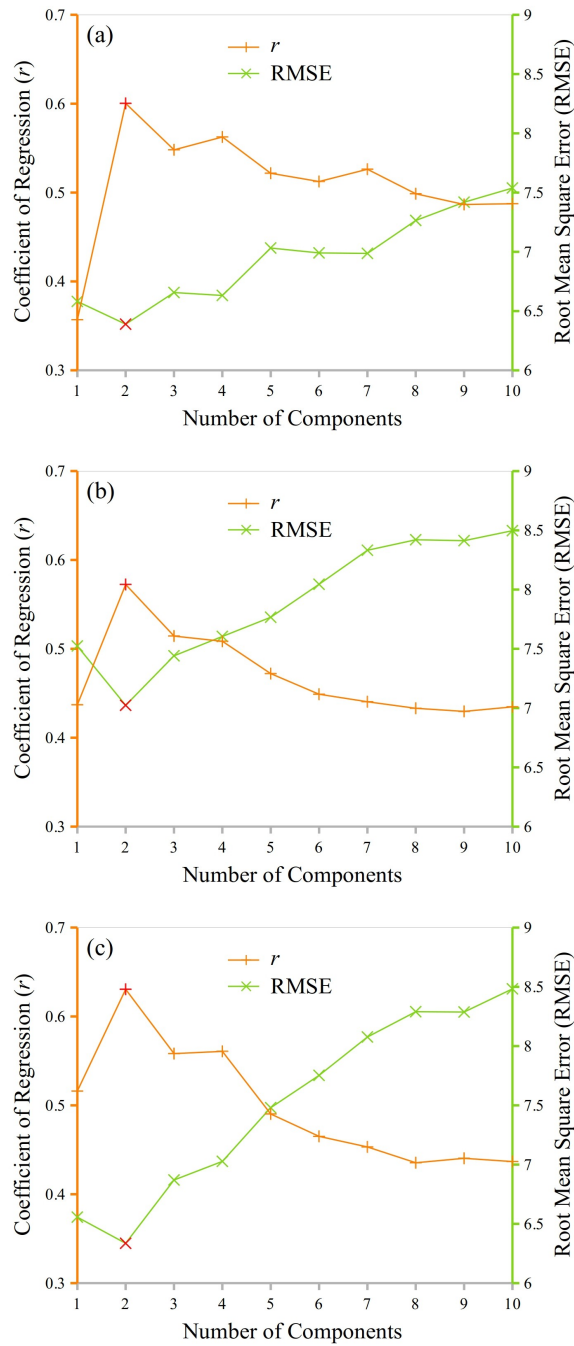 (a)
r
RMSE
0.7
0.6
0.5
0.4
0.3
Coefficient of Regression (r)
9
8.5
8
7.5
7
6.5
6
Root Mean Square Error (RMSE)
1 2 3 4 5 6 7 8 9 10
Number of Components
(b)
r
RMSE
0.7
0.6
0.5
0.4
0.3
Coefficient of Regression (r)
9
8.5
8
7.5
7
6.5
6
Root Mean Square Error (RMSE)
1 2 3 4 5 6 7 8 9 10
Number of Components
(c)
r
RMSE
0.7
0.6
0.5
0.4
0.3
Coefficient of Regression (r)
9
8.5
8
7.5
7
6.5
6
Root Mean Square Error (RMSE)
1 2 3 4 5 6 7 8 9 10
Number of Components